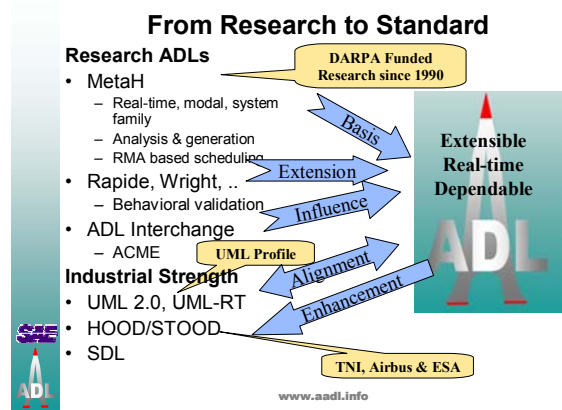 From Research to Standard
Research ADLs
DARPA Funded
Research since 1990
• MetaH
– Real-time, modal, system
family
– Analysis & generation
– RMA based scheduling
• Rapide, Wright, ..
– Behavioral validation
• ADL Interchange
– ACME
Basis
Extension
Influence
Extensible
Real-time
Dependable
ADL
UML Profile
Industrial Strength
• UML 2.0, UML-RT
• HOOD/STOOD
• SDL
Alignment
Enhancement
TNI, Airbus & ESA
SAE
ADL
www.aadl.info